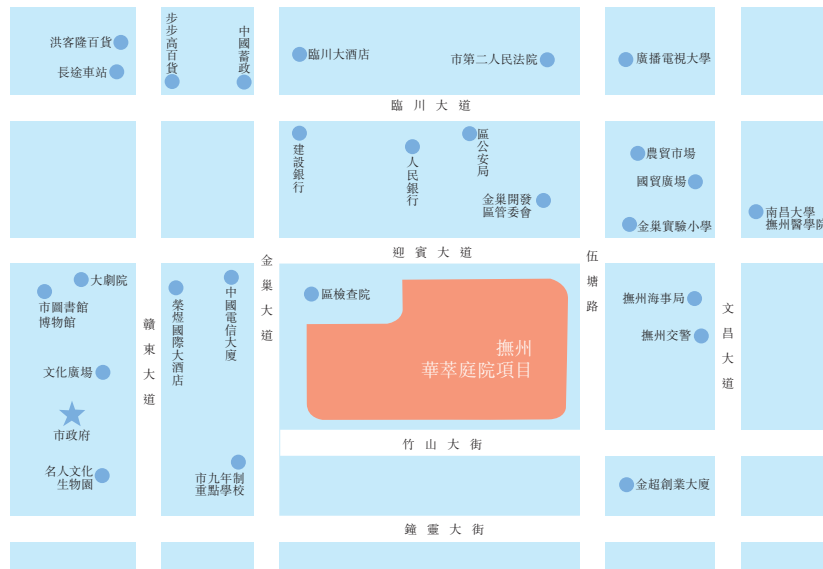 洪客隆百貨
長途車站
步步高百貨
中國蓄政
臨川大酒店
市第二人民法院
廣播電視大學
臨川大道
建設銀行
人民銀行
區公安局
金巢開發
區管委會
農貿市場
國貿廣場
金巢實驗小學
南昌大學
撫州醫學院
迎賓大道
金巢大道
伍塘路
大劇院
市圖書館
博物館
贛東大道
榮煜國際大酒店
中國電信大廈
區檢查院
撫州
華萃庭院項目
撫州海事局
撫州交警
文昌大道
文化廣場
市政府
名人文化
生物園
市九年制
重點學校
竹山大街
金超創業大廈
鐘靈大街